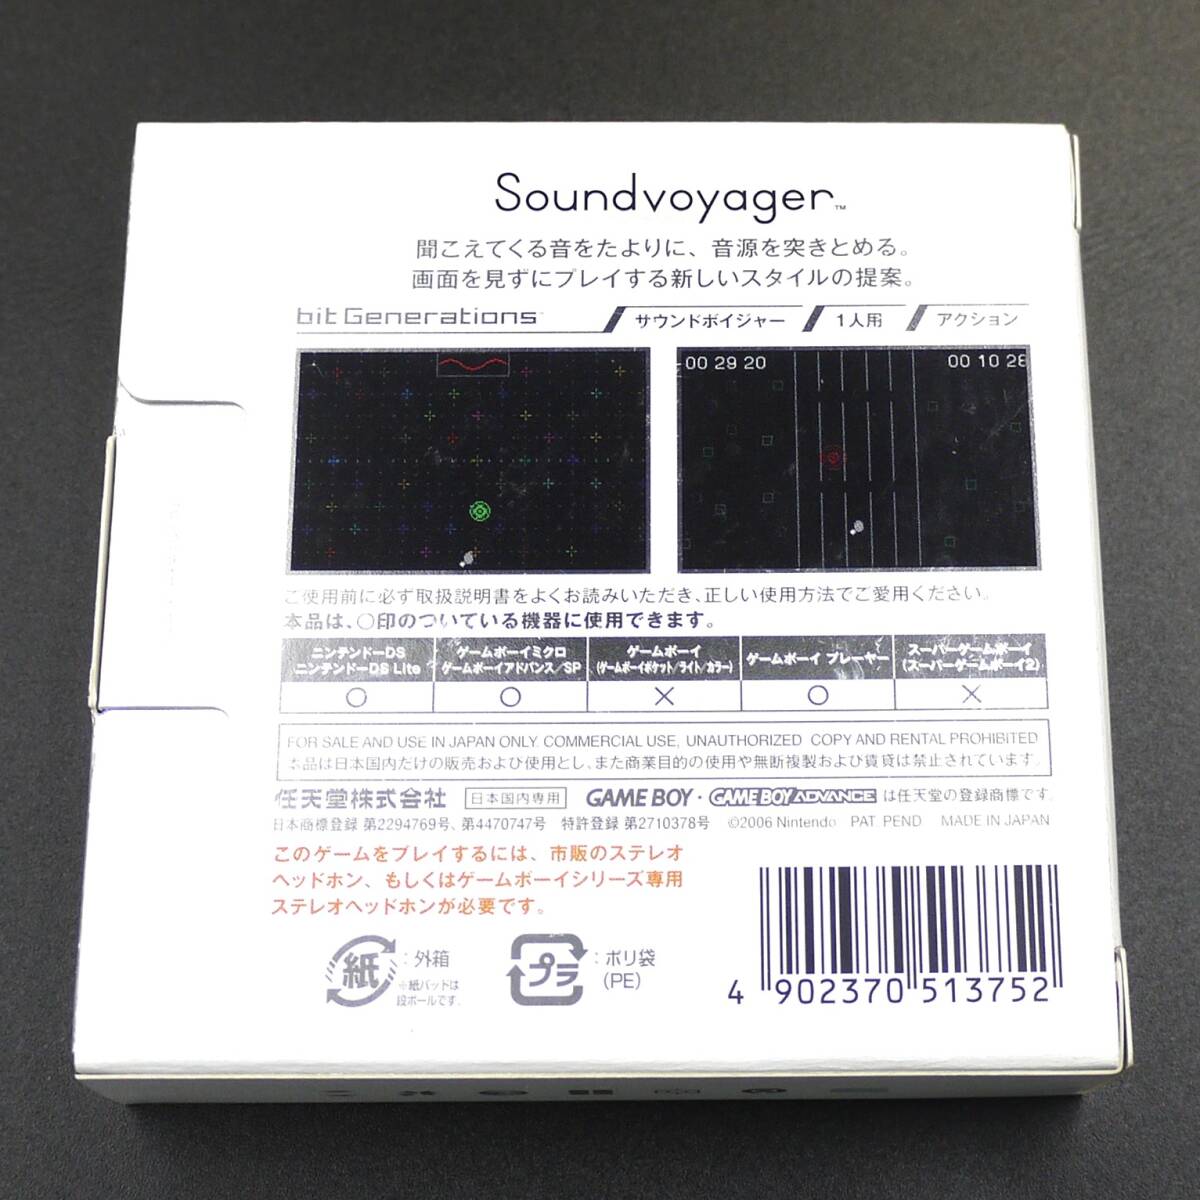 Soundvoyager™
聞こえてくる音をたよりに、音源を突きとめる。
画面を見ずにプレイする新しいスタイルの提案。
bit Generations サウンドボイジャー 1人用 アクション
00 29 20 00 10 28
ご使用前に必ず取扱説明書をよくお読みいただき、正しい使用方法でご愛用ください。
本品は、○印のついている機器に使用できます。
ニンテンドーDS
ニンテンドーDS Lite
ゲームボーイミクロ
ゲームボーイアドバンス/SP
ゲームボーイ
(ゲームボーイポケット/ライト/カラー)
ゲームボーイ プレーヤー
スーパーゲームボーイ
(スーパーゲームボーイ2)
○ ○ × ○ ×
FOR SALE AND USE IN JAPAN ONLY. COMMERCIAL USE, UNAUTHORIZED COPY AND RENTAL PROHIBITED
本品は日本国内だけの販売および使用とし、また商業目的の使用や無断複製および賃貸は禁止されています。
任天堂株式会社 日本国内専用 GAME BOY・GAME BOY ADVANCE は任天堂の登録商標です。
日本商標登録 第2294769号、第4470747号 特許登録 第2710378号 ©2006 Nintendo PAT. PEND MADE IN JAPAN
このゲームをプレイするには、市販のステレオ
ヘッドホン、もしくはゲームボーイシリーズ専用
ステレオヘッドホンが必要です。
紙 : 外箱
※紙パッドは
段ボールです。
プラ : ポリ袋
(PE)
4 902370 513752